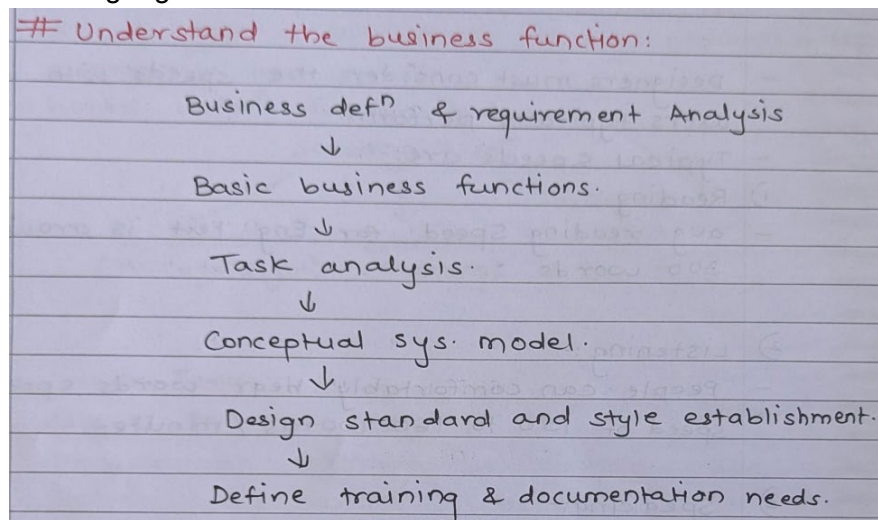 # Understand the business function:
Business defⁿ & requirement Analysis
↓
Basic business functions.
↓
Task analysis.
↓
Conceptual sys. model.
↓
Design standard and style establishment.
↓
Define training & documentation needs.